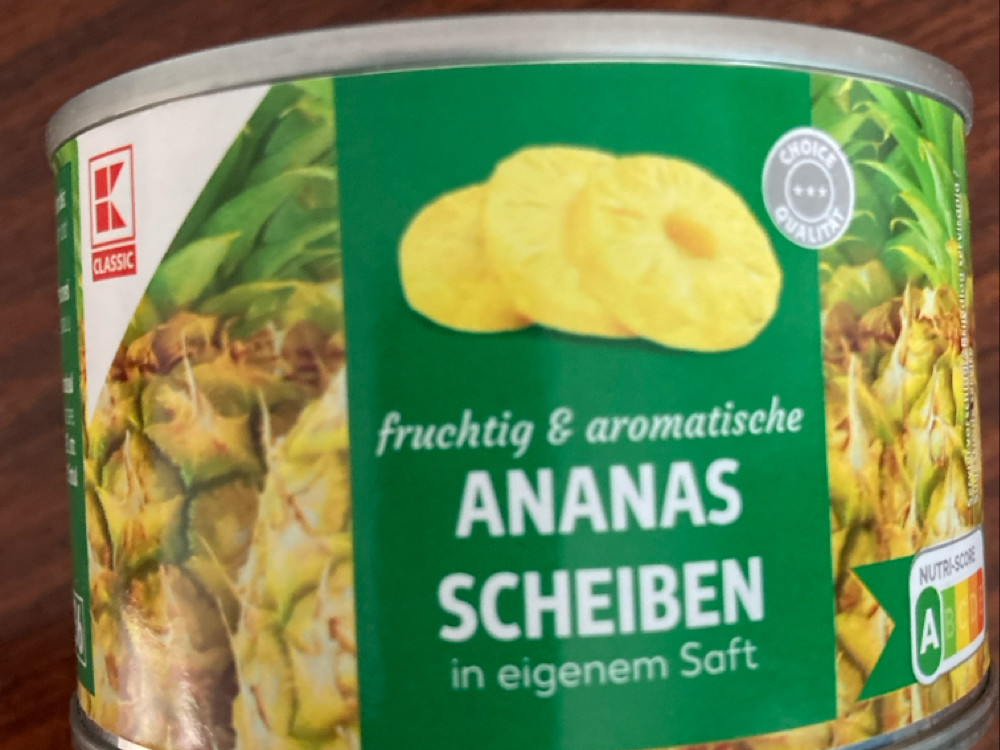 K
CLASSIC
CHOICE
QUALITÄT
fruchtig & aromatische
ANANAS
SCHEIBEN
in eigenem Saft
NUTRI-SCORE
A B C D E